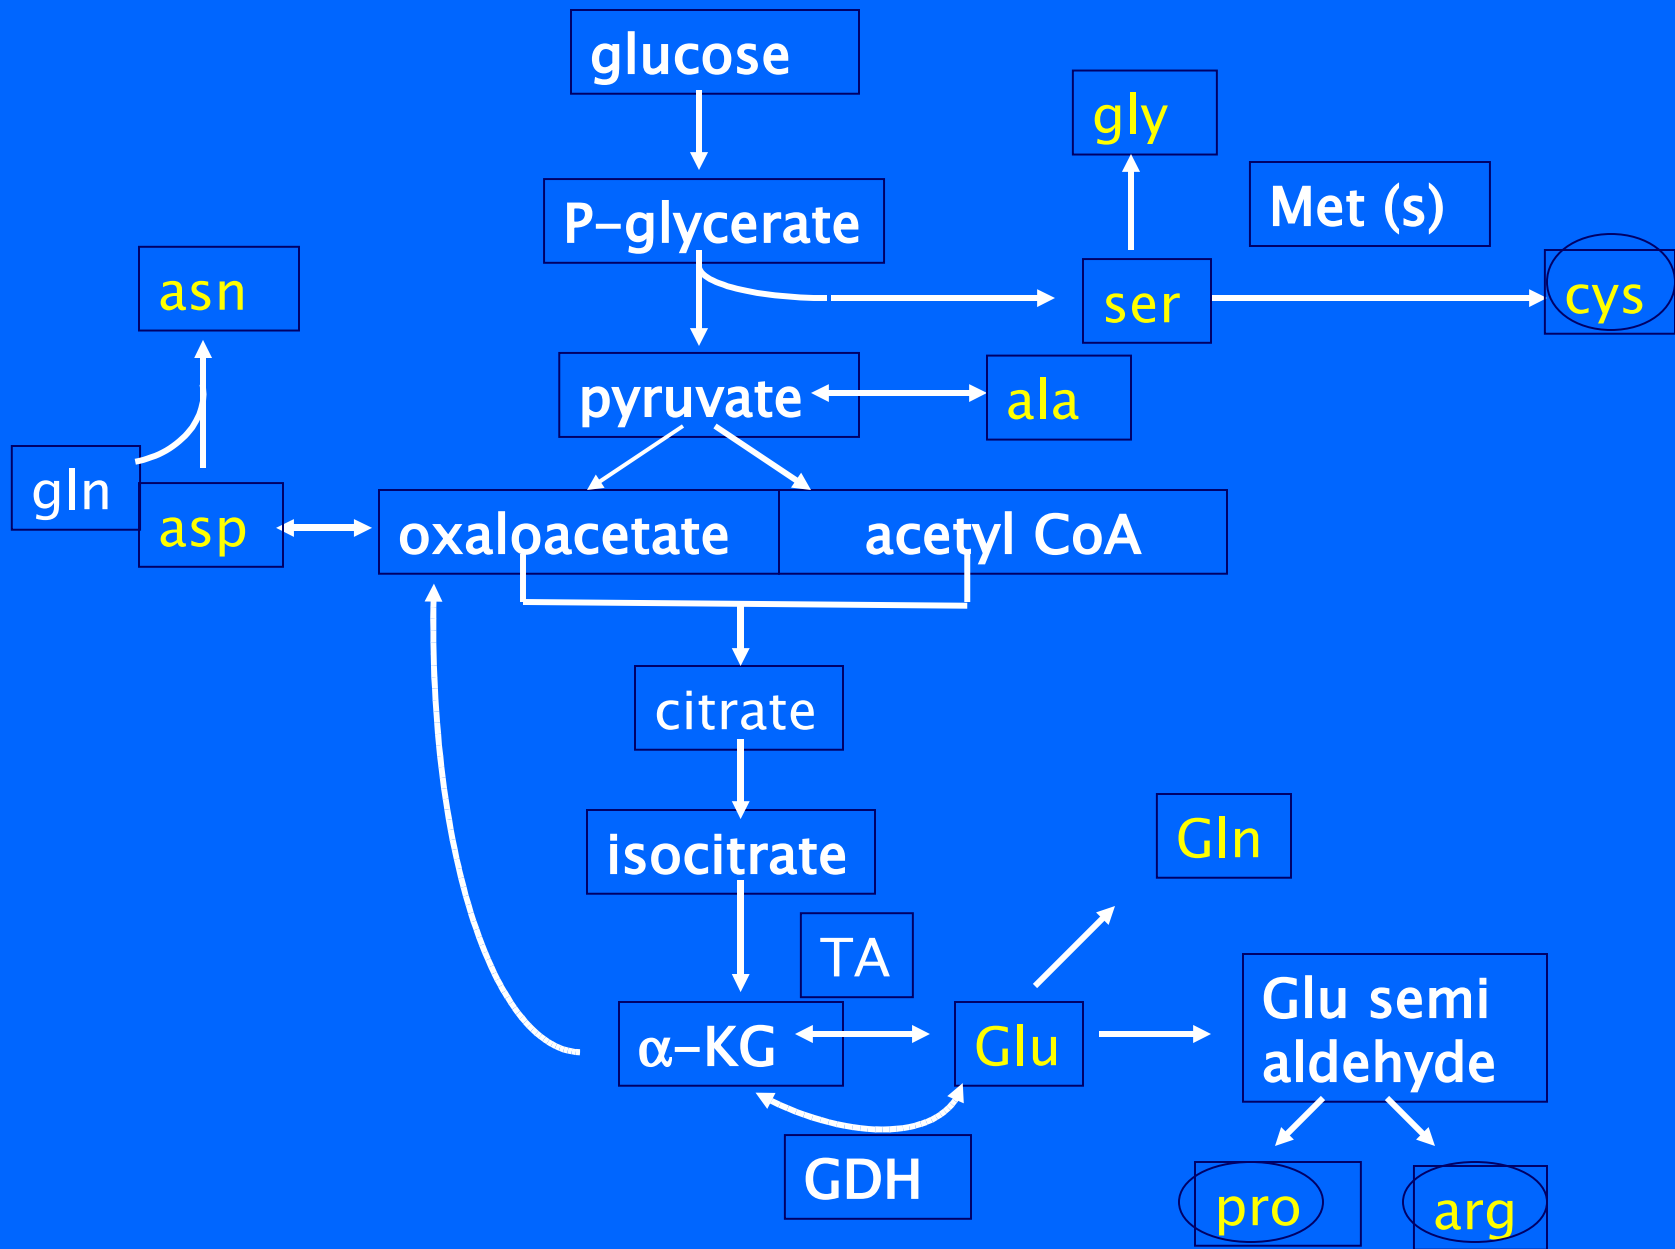 glucose
gly
Met (s)
P-glycerate
asn
ser
cys
pyruvate
ala
gln
asp
oxaloacetate
acetyl CoA
citrate
Gln
isocitrate
TA
Glu semi
aldehyde
α-KG
Glu
GDH
pro
arg